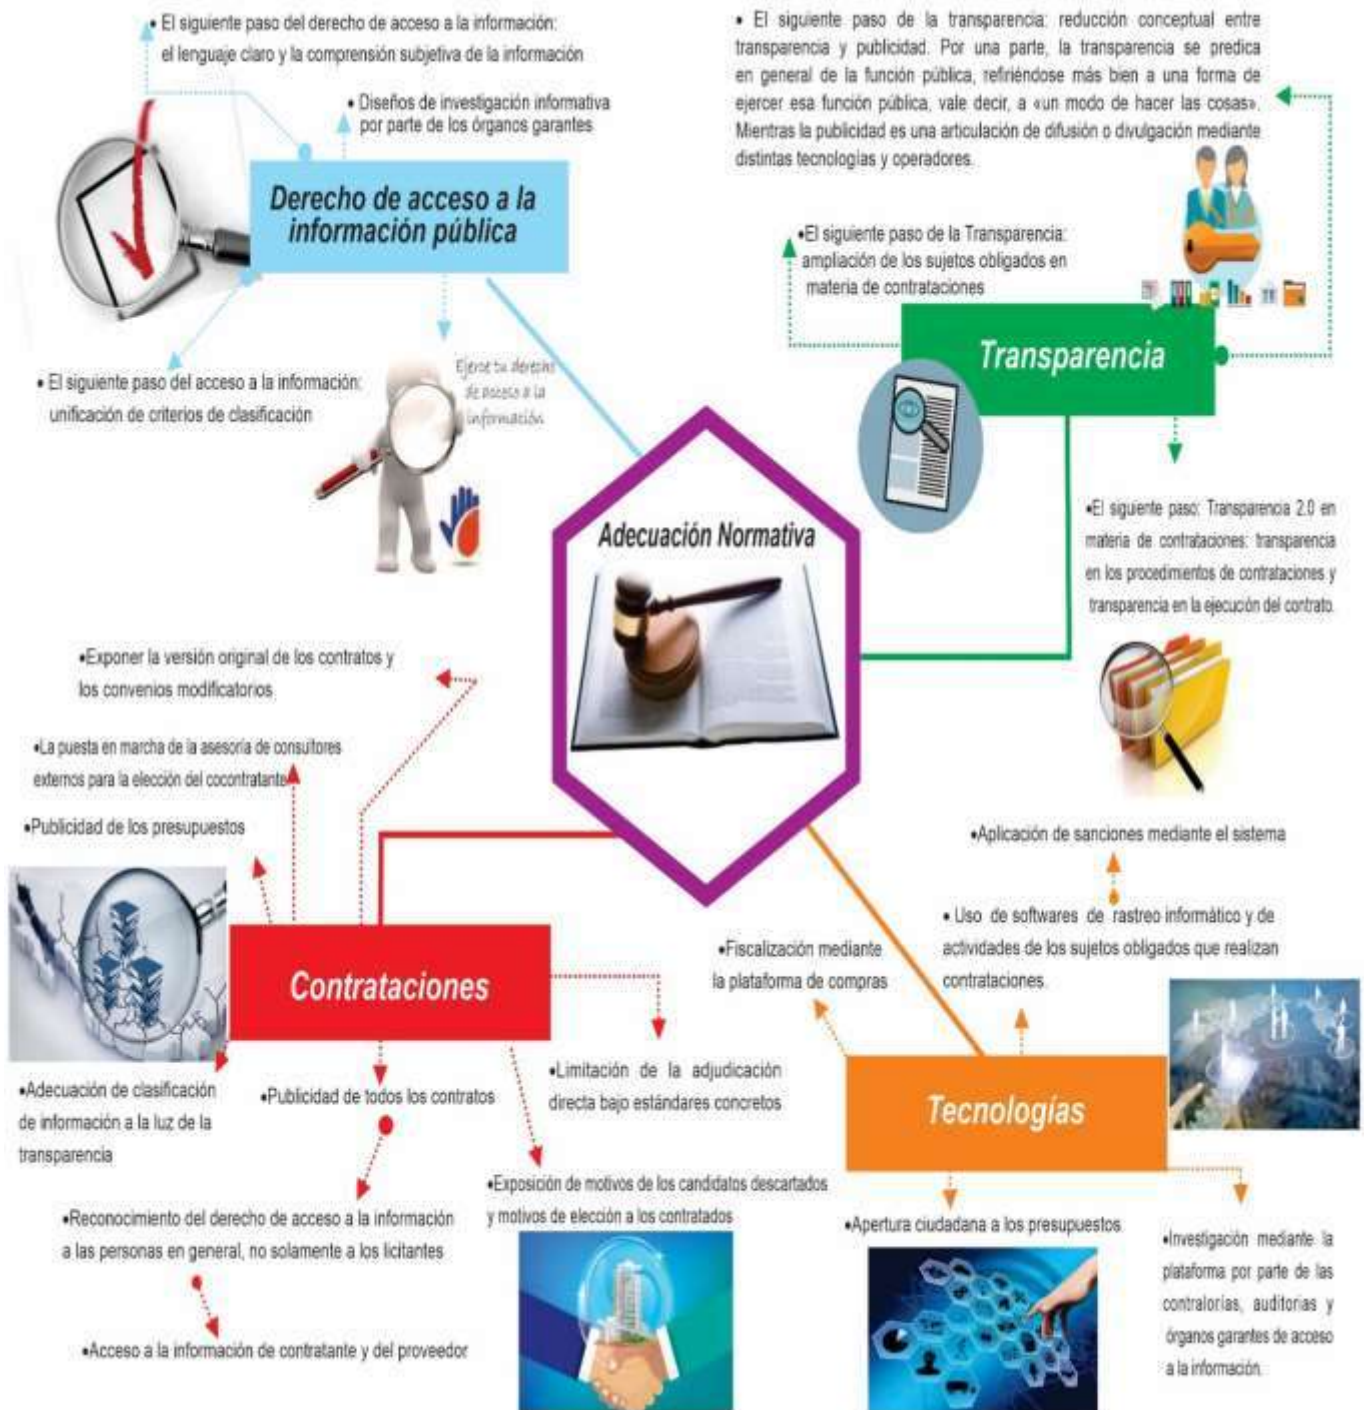 • El siguiente paso del derecho de acceso a la información:
el lenguaje claro y la comprensión subjetiva de la información
• Diseños de investigación informativa
por parte de los órganos garantes
Derecho de acceso a la
información pública
• El siguiente paso del acceso a la información:
unificación de criterios de clasificación
Ejerce tu derecho
de acceso a la
información
• El siguiente paso de la transparencia: reducción conceptual entre
transparencia y publicidad. Por una parte, la transparencia se predica
en general de la función pública, refiriéndose más bien a una forma de
ejercer esa función pública, vale decir, a «un modo de hacer las cosas».
Mientras la publicidad es una articulación de difusión o divulgación mediante
distintas tecnologías y operadores.
•El siguiente paso de la Transparencia:
ampliación de los sujetos obligados en
materia de contrataciones
Transparencia
•El siguiente paso: Transparencia 2.0 en
materia de contrataciones: transparencia
en los procedimientos de contrataciones y
transparencia en la ejecución del contrato.
Adecuación Normativa
•Exponer la versión original de los contratos y
los convenios modificatorios
•La puesta en marcha de la asesoría de consultores
externos para la elección del cocontratante
•Publicidad de los presupuestos
Contrataciones
•Adecuación de clasificación
de información a la luz de la
transparencia
•Publicidad de todos los contratos
•Limitación de la adjudicación
directa bajo estándares concretos
•Exposición de motivos de los candidatos descartados
y motivos de elección a los contratados
•Reconocimiento del derecho de acceso a la información
a las personas en general, no solamente a los licitantes
•Acceso a la información de contratante y del proveedor
•Aplicación de sanciones mediante el sistema
• Uso de softwares de rastreo informático y de
actividades de los sujetos obligados que realizan
contrataciones.
•Fiscalización mediante
la plataforma de compras
Tecnologías
•Apertura ciudadana a los presupuestos
•Investigación mediante la
plataforma por parte de las
contralorías, auditorias y
órganos garantes de acceso
a la información.